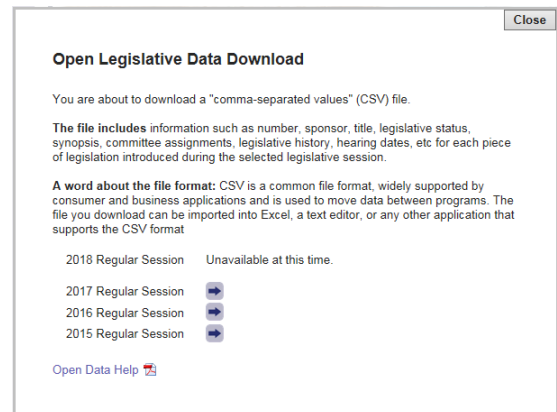 Close
Open Legislative Data Download
You are about to download a "comma-separated values" (CSV) file.
The file includes information such as number, sponsor, title, legislative status,
synopsis, committee assignments, legislative history, hearing dates, etc for each piece
of legislation introduced during the selected legislative session.
A word about the file format: CSV is a common file format, widely supported by
consumer and business applications and is used to move data between programs. The
file you download can be imported into Excel, a text editor, or any other application that
supports the CSV format
2018 Regular Session Unavailable at this time.
2017 Regular Session
2016 Regular Session
2015 Regular Session
Open Data Help